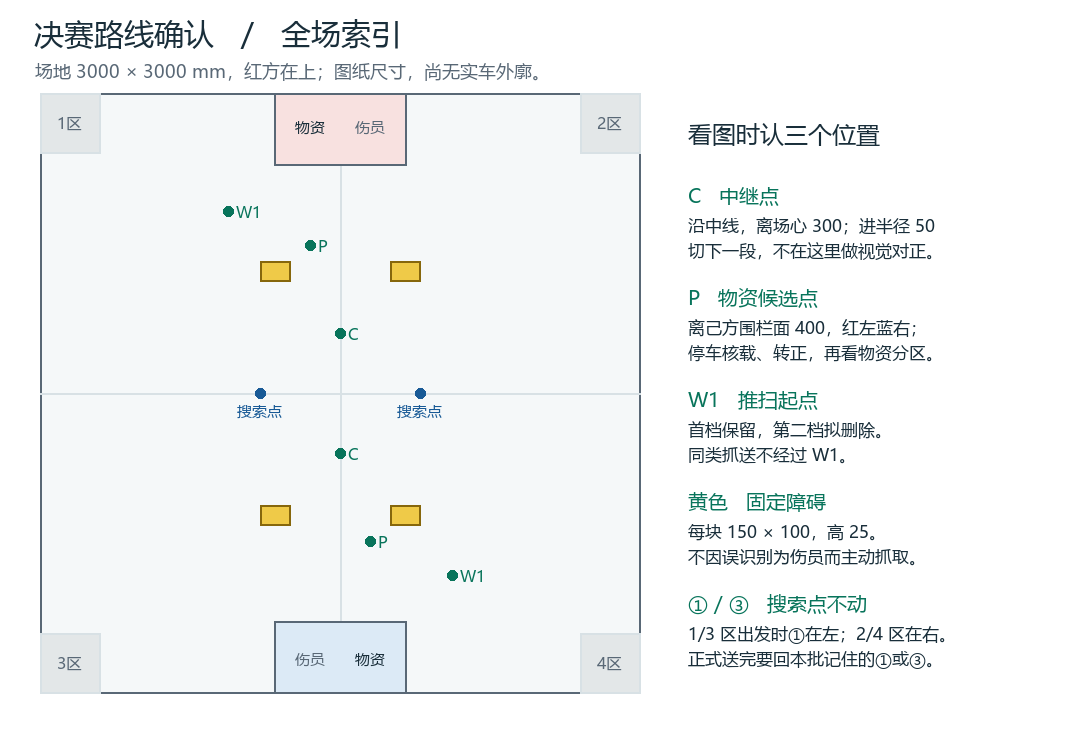 决赛路线确认 / 全场索引
场地 3000 × 3000 mm，红方在上；图纸尺寸，尚无实车外廓。
1区
物资 伤员
2区
W1
P
C
搜索点 搜索点
C
P
W1
3区
伤员 物资
4区
看图时认三个位置
C 中继点
沿中线，离场心 300；进半径 50
切下一段，不在这里做视觉对正。
P 物资候选点
离己方围栏面 400，红左蓝右；
停车核载、转正，再看物资分区。
W1 推扫起点
首档保留，第二档拟删除。
同类抓送不经过 W1。
黄色 固定障碍
每块 150 × 100，高 25。
不因误识别为伤员而主动抓取。
① / ③ 搜索点不动
1/3 区出发时①在左；2/4 区在右。
正式送完要回本批记住的①或③。